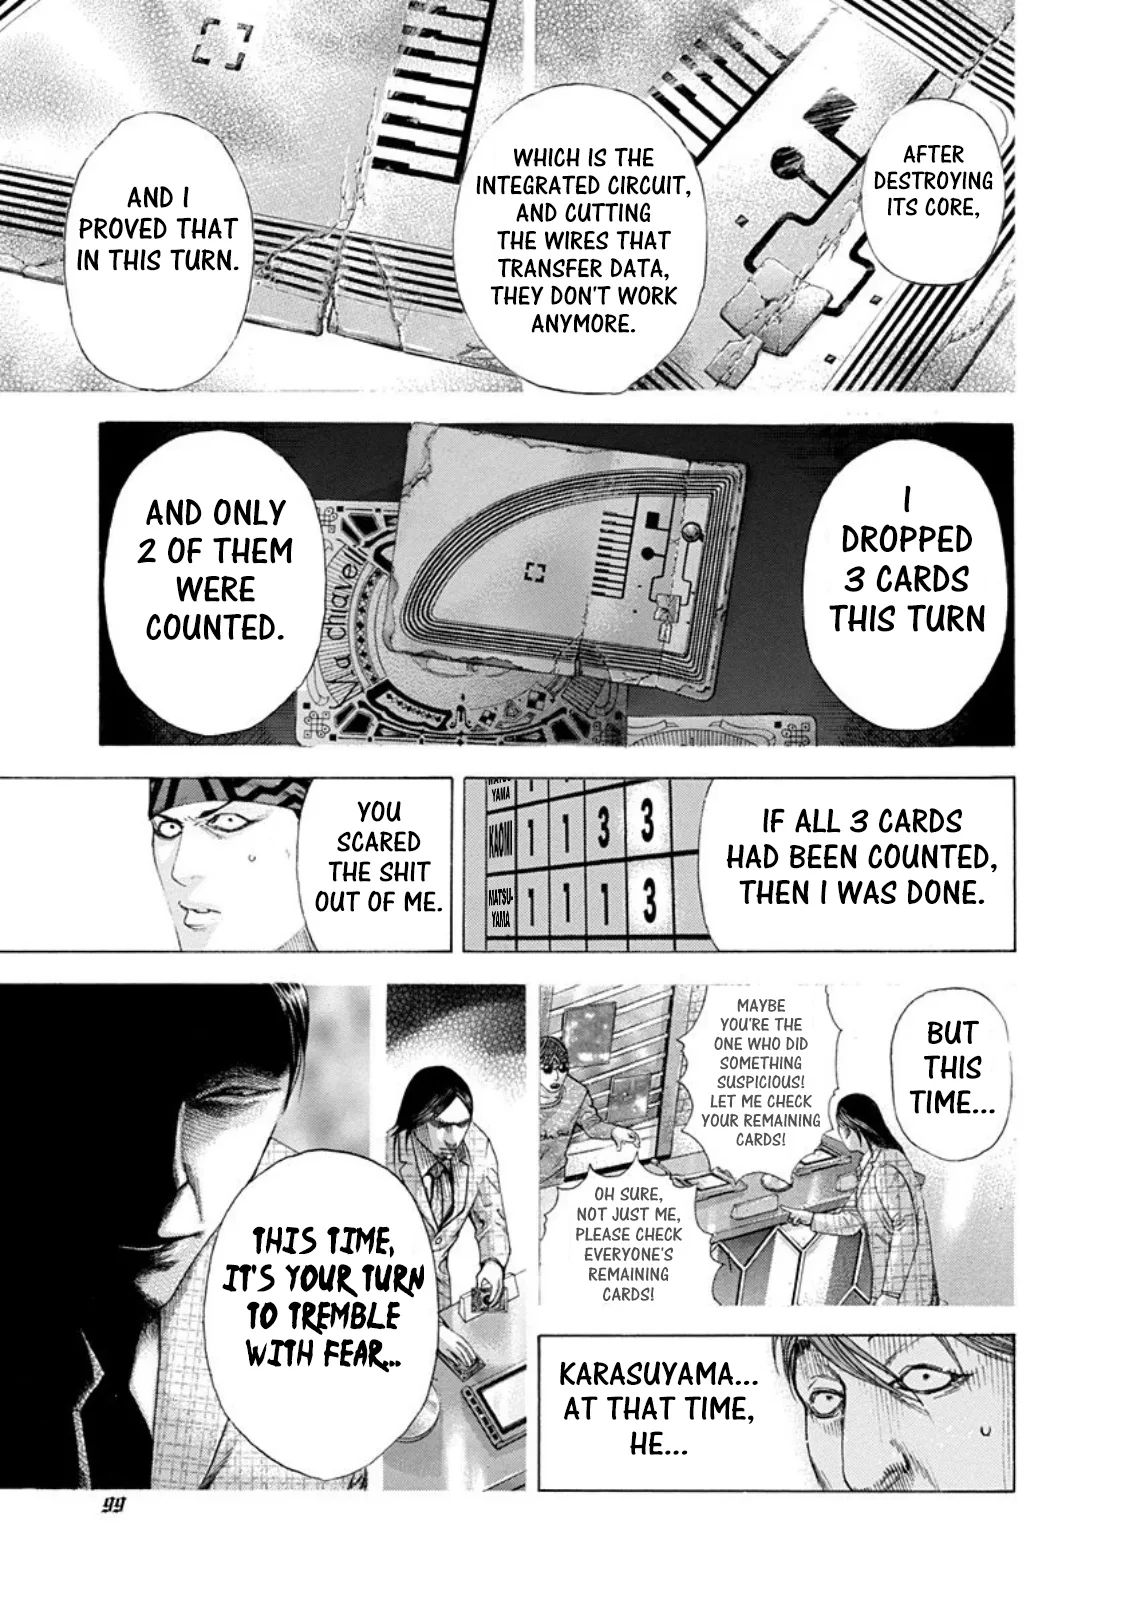 AFTER
DESTROYING
ITS CORE,
WHICH IS THE
INTEGRATED CIRCUIT,
AND CUTTING
THE WIRES THAT
TRANSFER DATA,
THEY DON'T WORK
ANYMORE.
AND I
PROVED THAT
IN THIS TURN.
I
DROPPED
3 CARDS
THIS TURN
AND ONLY
2 OF THEM
WERE
COUNTED.
Ma chiavelli
IF ALL 3 CARDS
HAD BEEN COUNTED,
THEN I WAS DONE.
YAMA
KAOMI 1 1 3 3
MATSU-
YAMA 1 1 1 3
YOU
SCARED
THE SHIT
OUT OF ME.
BUT
THIS
TIME...
MAYBE
YOU'RE THE
ONE WHO DID
SOMETHING
SUSPICIOUS!
LET ME CHECK
YOUR REMAINING
CARDS!
OH SURE,
NOT JUST ME,
PLEASE CHECK
EVERYONE'S
REMAINING
CARDS!
KARASUYAMA...
AT THAT TIME,
HE...
THIS TIME,
IT'S YOUR TURN
TO TREMBLE
WITH FEAR...
99